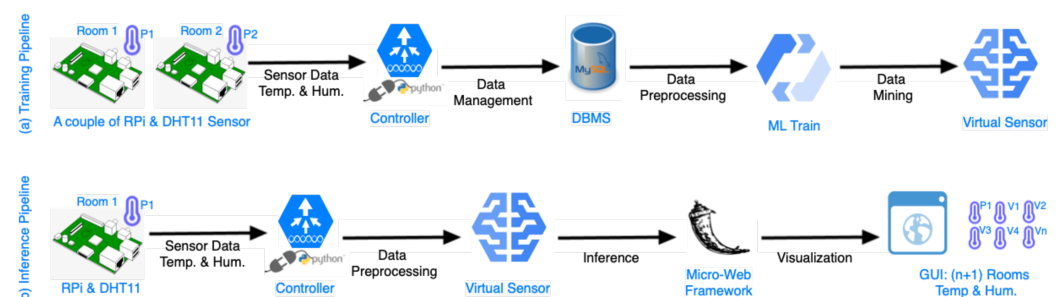 (a) Training Pipeline
Room 1
P1
Room 2
P2
A couple of RPi & DHT11 Sensor
Sensor Data
Temp. & Hum.
python
Controller
Data
Management
MySQL
DBMS
Data
Preprocessing
ML Train
Data
Mining
Virtual Sensor
) Inference Pipeline
Room 1
P1
RPi & DHT11
Sensor Data
Temp. & Hum.
python
Controller
Data
Preprocessing
Virtual Sensor
Inference
Micro-Web
Framework
Visualization
P1 V1 V2
V3 V4 Vn
GUI: (n+1) Rooms
Temp & Hum.